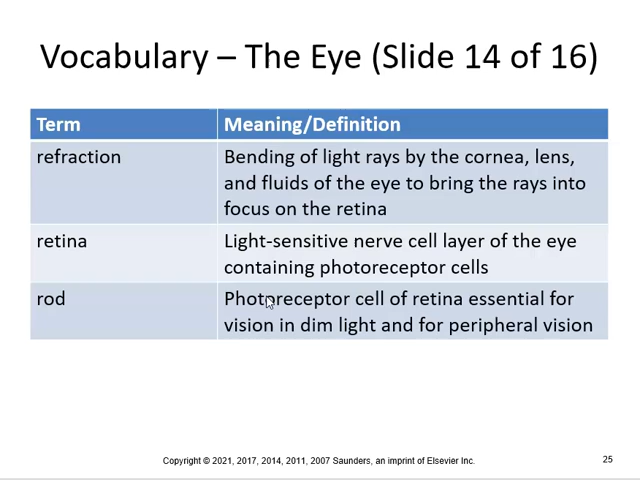 Vocabulary – The Eye (Slide 14 of 16)
Term Meaning/Definition
refraction Bending of light rays by the cornea, lens,
and fluids of the eye to bring the rays into
focus on the retina
retina Light-sensitive nerve cell layer of the eye
containing photoreceptor cells
rod Photoreceptor cell of retina essential for
vision in dim light and for peripheral vision
Copyright © 2021, 2017, 2014, 2011, 2007 Saunders, an imprint of Elsevier Inc. 25